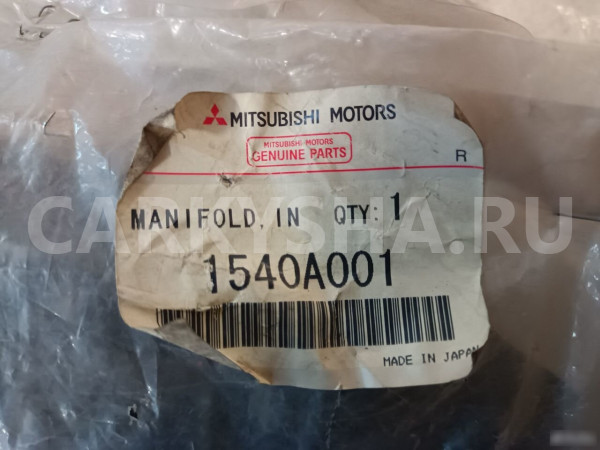 MITSUBISHI MOTORS
MITSUBISHI MOTORS
GENUINE PARTS
R
MANIFOLD, IN QTY: 1
CARKYSHA.RU
1540A001
MADE IN JAPAN